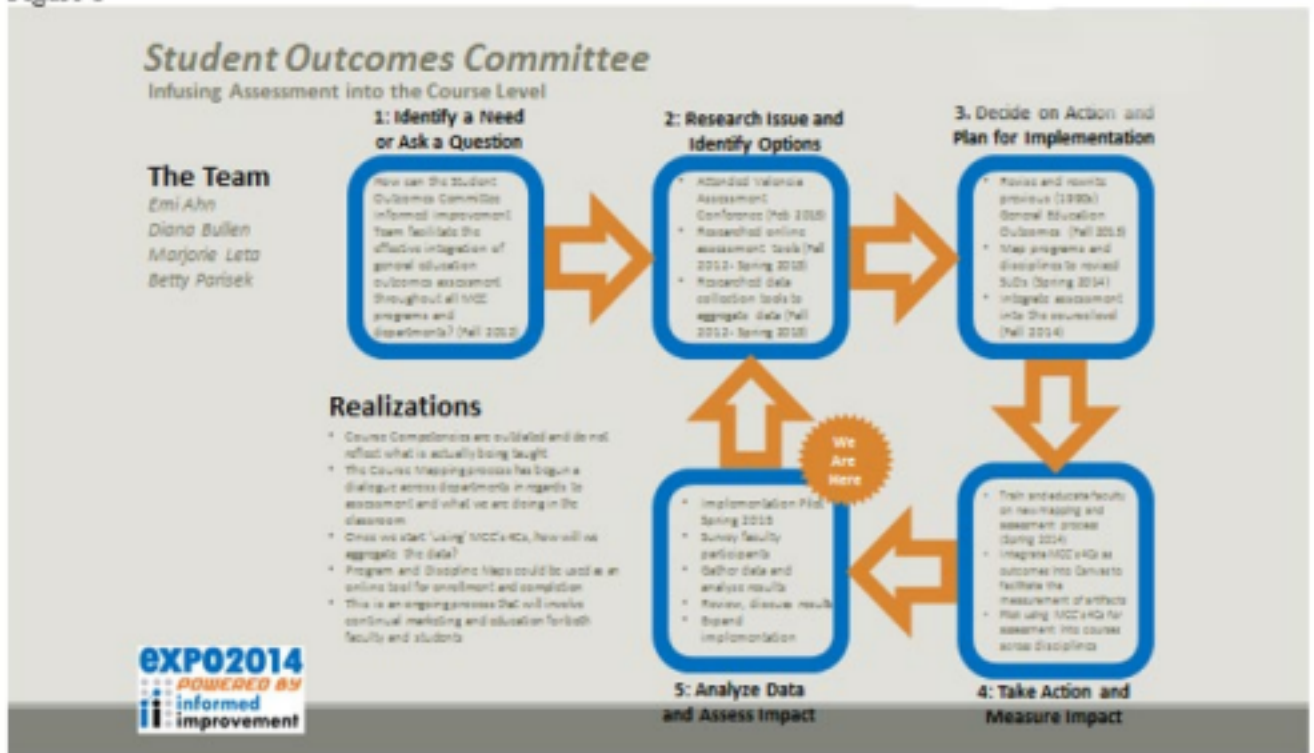 Student Outcomes Committee
Infusing Assessment into the Course Level
The Team
Emi Ahn
Diana Bullen
Marjorie Leta
Betty Parisek
1: Identify a Need
or Ask a Question
How can the Student
Outcomes Committee
Informed Improvement
Team facilitate the
effective integration of
general education
outcomes assessment
throughout all MCC
programs and
departments? (Fall 2012)
2: Research Issue and
Identify Options
• Attended Valencia
Assessment
Conference (Feb 2013)
• Researched online
assessment tools (Fall
2012- Spring 2013)
• Researched data
collection tools to
aggregate data (Fall
2012- Spring 2013)
3. Decide on Action and
Plan for Implementation
• Revise and rewrite
previous (1990s)
General Education
Outcomes (Fall 2013)
• Map programs and
disciplines to revised
SLOs (Spring 2014)
• Integrate assessment
into the course level
(Fall 2014)
• Train and educate faculty
on new mapping and
assessment process
(Spring 2014)
• Integrate MCC's 4Cs as
outcomes into Canvas to
facilitate the
measurement of artifacts
• Pilot using MCC's 4Cs for
assessment into courses
across disciplines
4: Take Action and
Measure Impact
We
Are
Here
• Implementation Pilot
Spring
• Survey faculty
participants
• Gather data and
analyze results
• Review, discuss results
• Expand
implementation
5: Analyze Data
and Assess Impact
Realizations
• Course Competencies are outdated and do not
reflect what is actually being taught
• The Course Mapping process has begun a
dialogue across departments in regards to
assessment and what we are doing in the
classroom
• Once we start 'using' MCC's 4Cs, how will we
aggregate the data?
• Program and Discipline Maps could be used as an
online tool for enrollment and completion
• This is an ongoing process that will involve
continual marketing and education for both
faculty and students
eXPO2014
POWERED BY
informed
improvement